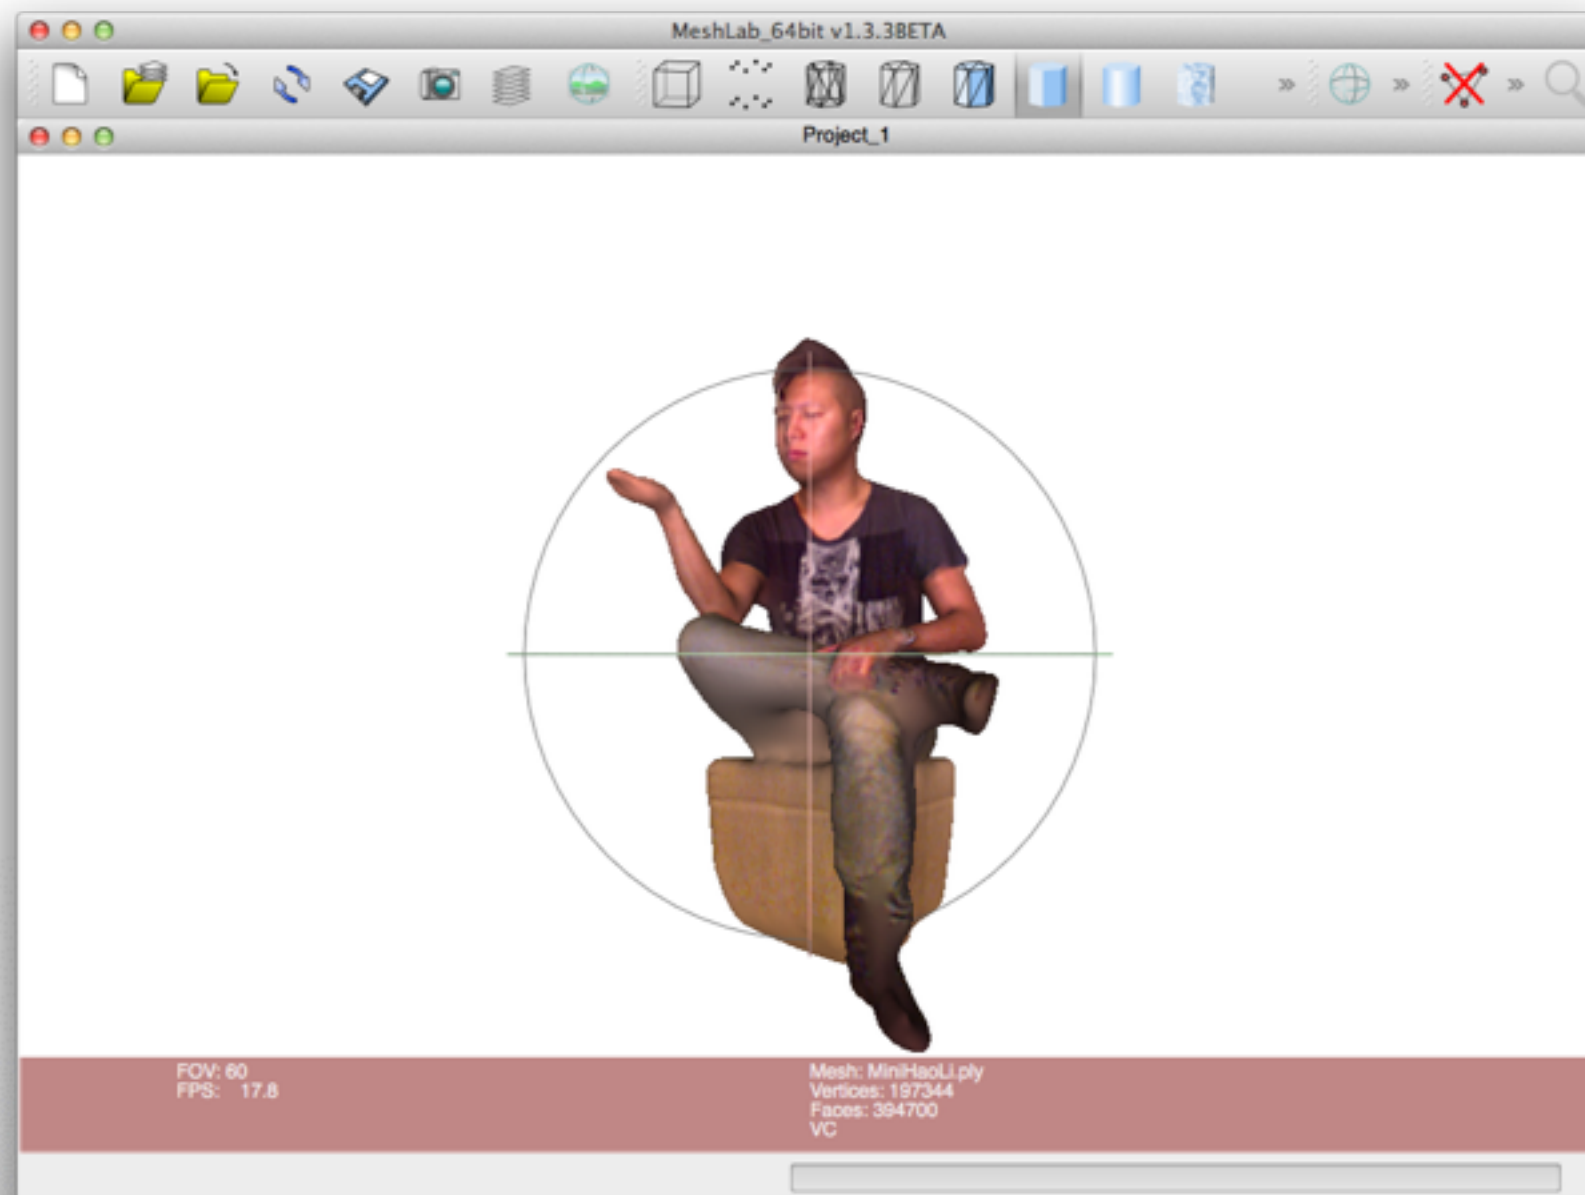 MeshLab_64bit v1.3.3BETA
»
»
»
Project_1
FOV: 60
FPS: 17.8
Mesh: MiniHaoLi.ply
Vertices: 197344
Faces: 394700
VC